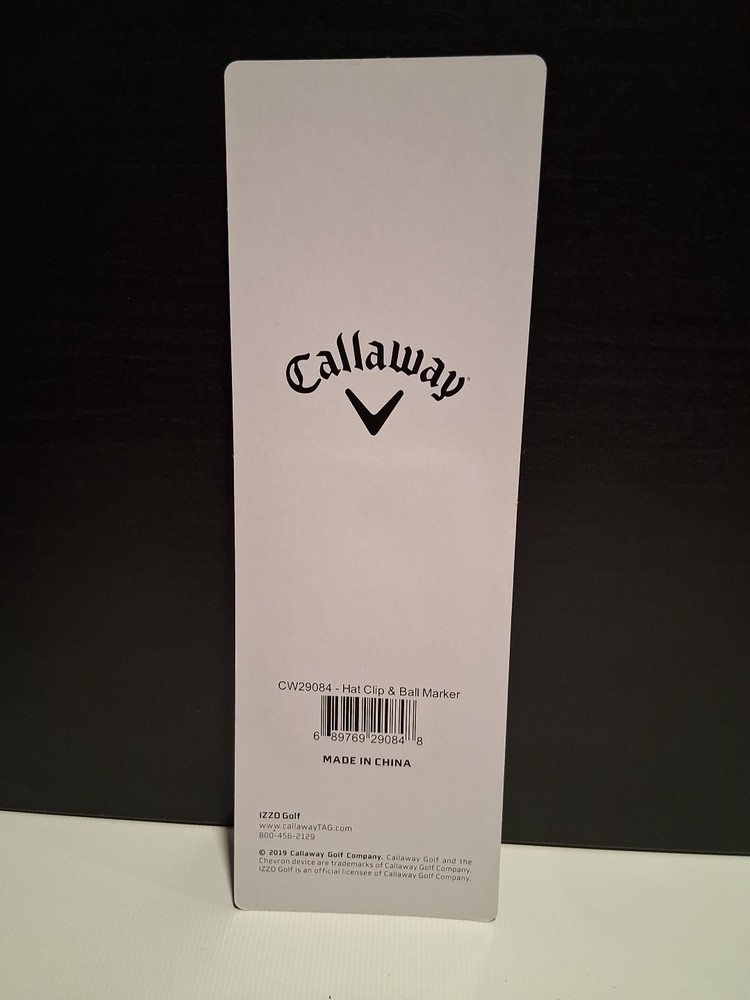 Callaway
CW29084 - Hat Clip & Ball Marker
6 89769 29084 8
MADE IN CHINA
IZZO Golf
www.callawayTAG.com
800-456-2129
© 2019 Callaway Golf Company. Callaway Golf and the
Chevron device are trademarks of Callaway Golf Company.
IZZO Golf is an official licensee of Callaway Golf Company.